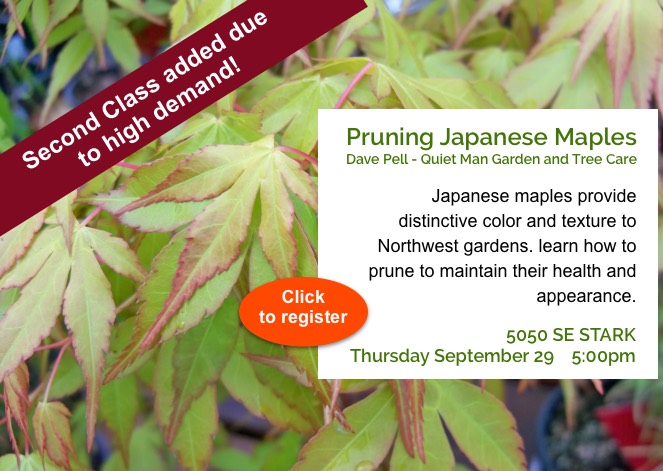 Second Class added due
to high demand!
Pruning Japanese Maples
Dave Pell - Quiet Man Garden and Tree Care
Japanese maples provide
distinctive color and texture to
Northwest gardens. learn how to
prune to maintain their health and
appearance.
Click
to register
5050 SE STARK
Thursday September 29 5:00pm